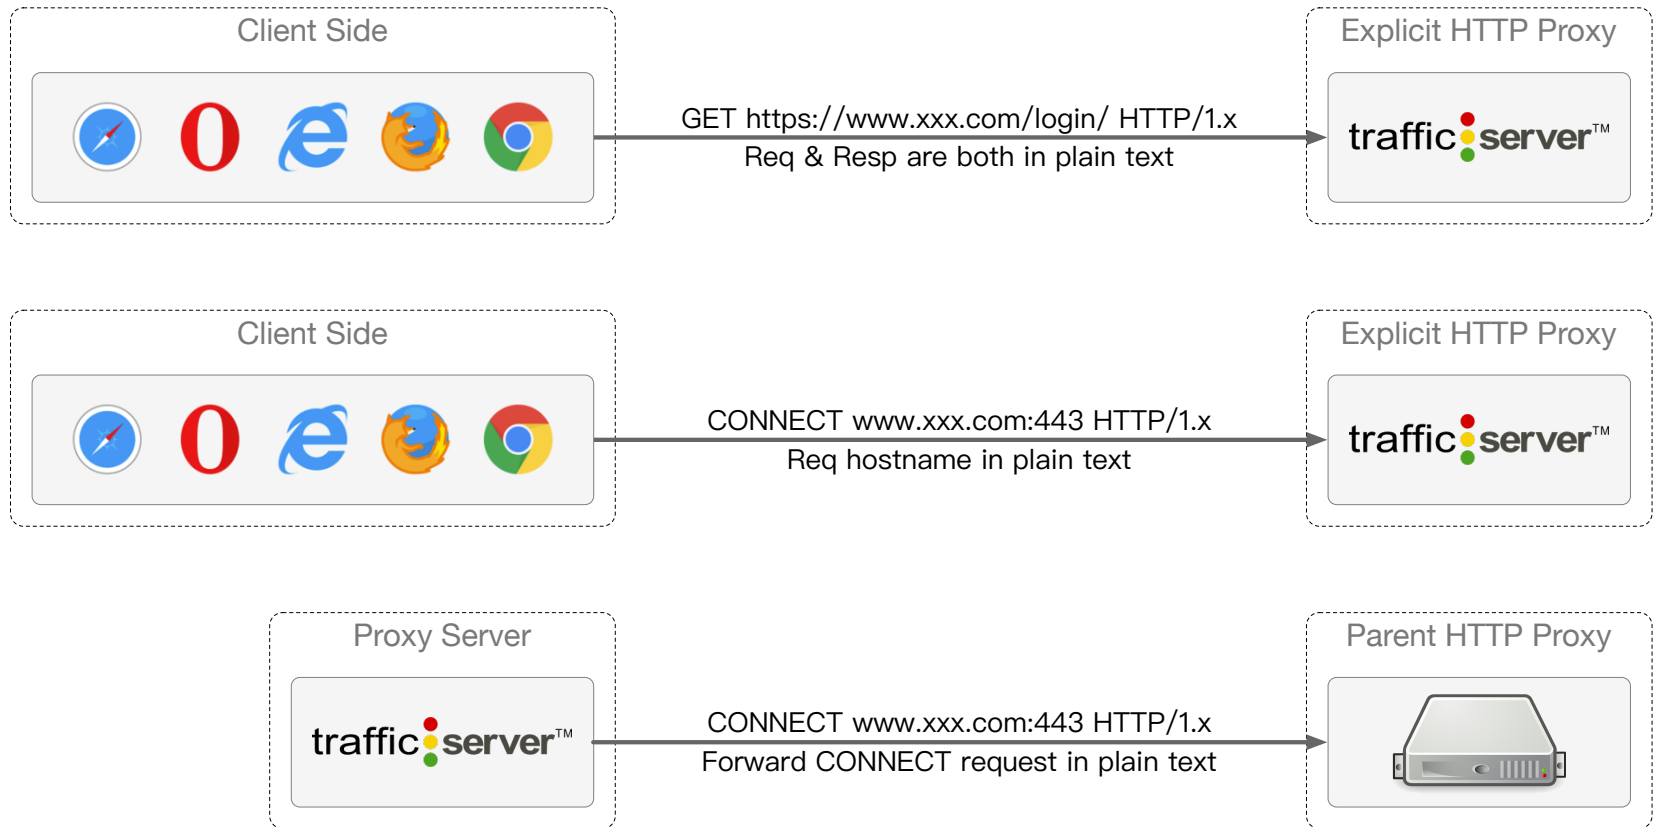 Client Side
Explicit HTTP Proxy
GET https://www.xxx.com/login/ HTTP/1.x
Req & Resp are both in plain text
traffic server™
Client Side
Explicit HTTP Proxy
CONNECT www.xxx.com:443 HTTP/1.x
Req hostname in plain text
traffic server™
Proxy Server
Parent HTTP Proxy
traffic server™
CONNECT www.xxx.com:443 HTTP/1.x
Forward CONNECT request in plain text